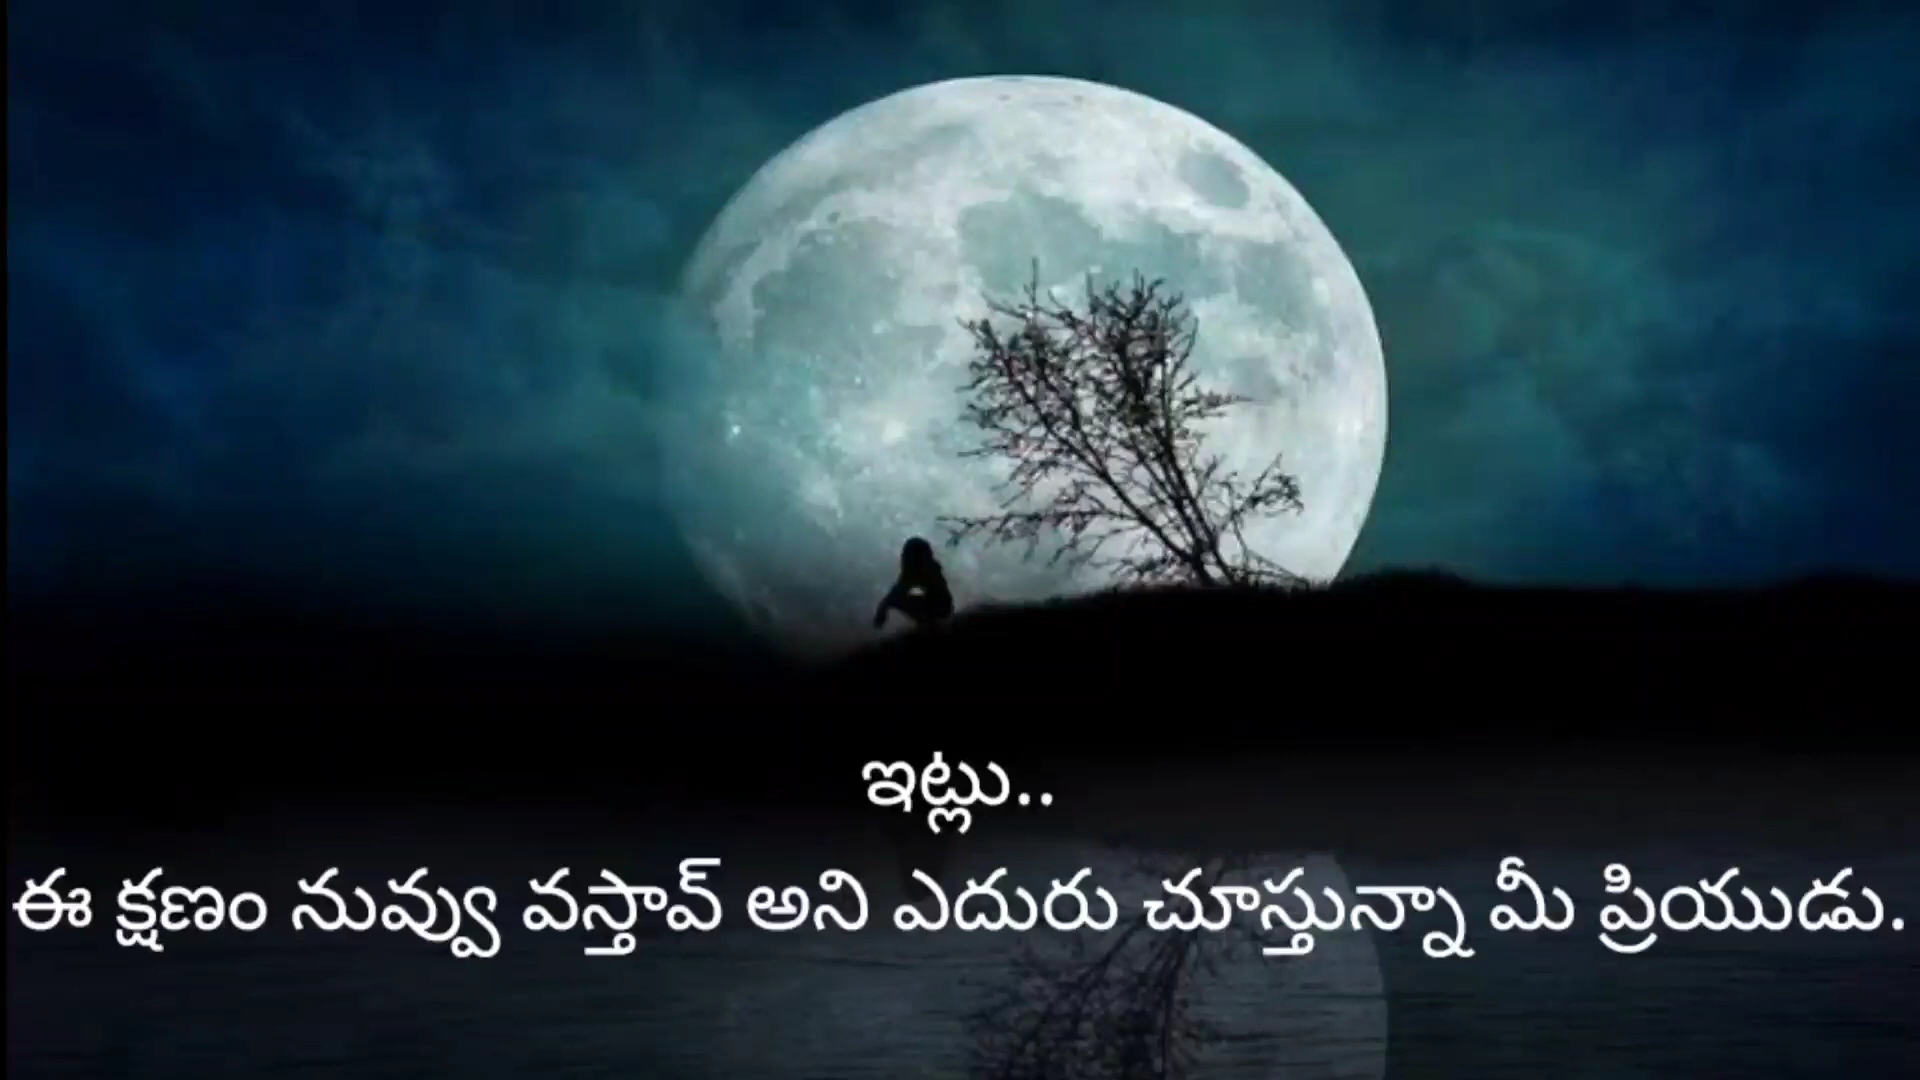 ఇట్లు..
ఈ క్షణం నువ్వు వస్తావ్ అని ఎదురు చూస్తున్నా మీ ప్రియుడు.